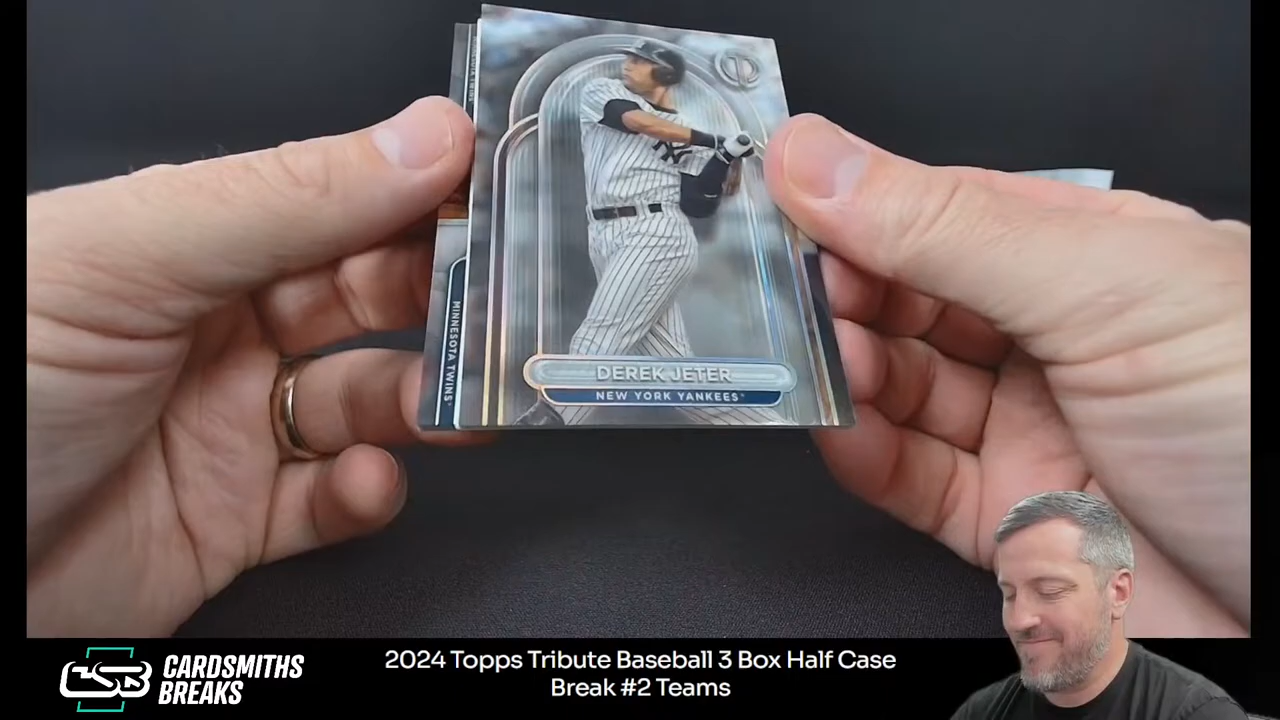 DEREK JETER
NEW YORK YANKEES
MINNESOTA TWINS
CSB
CARDSMITHS
BREAKS
2024 Topps Tribute Baseball 3 Box Half Case
Break #2 Teams